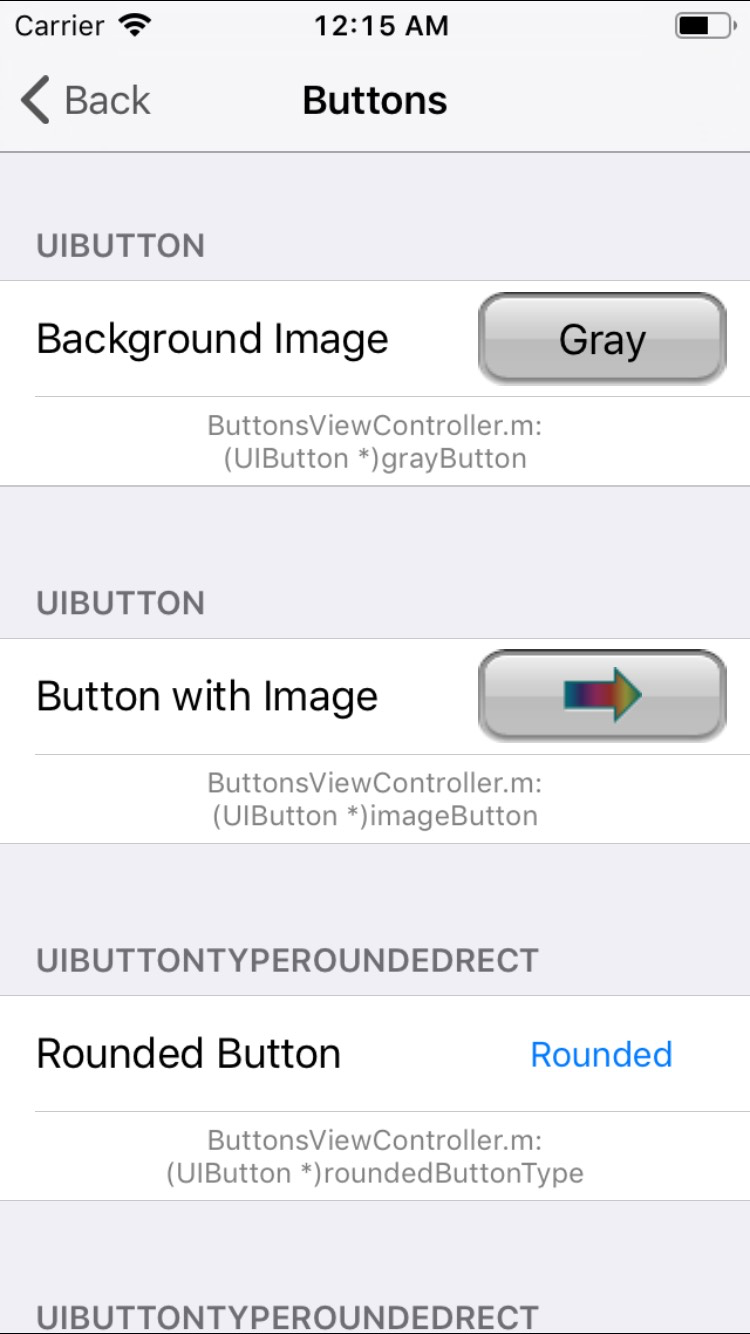 Carrier 12:15 AM
Back Buttons
UIBUTTON
Background Image Gray
ButtonsViewController.m:
(UIButton *)grayButton
UIBUTTON
Button with Image
ButtonsViewController.m:
(UIButton *)imageButton
UIBUTTONTYPEROUNDEDRECT
Rounded Button Rounded
ButtonsViewController.m:
(UIButton *)roundedButtonType
UIBUTTONTYPEROUNDEDRECT